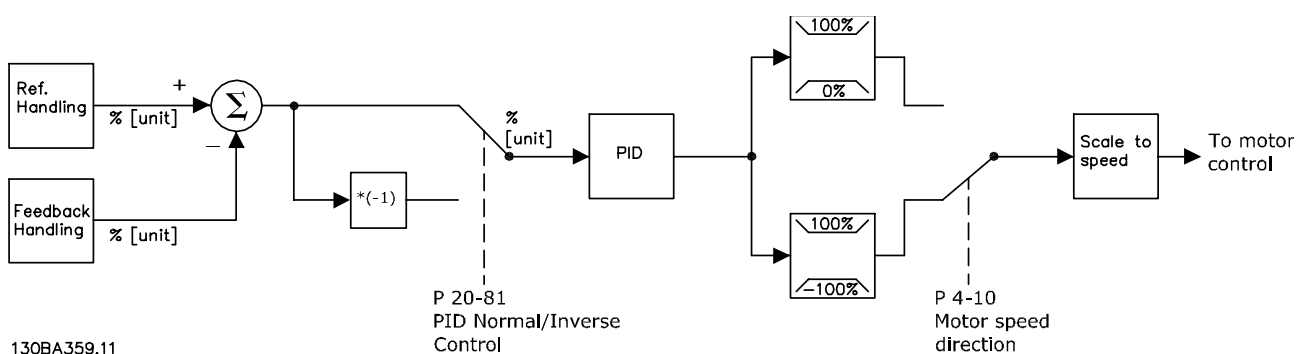 Ref.
Handling
+
% [unit]
Σ
−
Feedback
Handling
% [unit]
*(-1)
%
[unit]
P 20-81
PID Normal/Inverse
Control
PID
100%
0%
100%
−100%
P 4-10
Motor speed
direction
Scale to
speed
To motor
control
130BA359.11